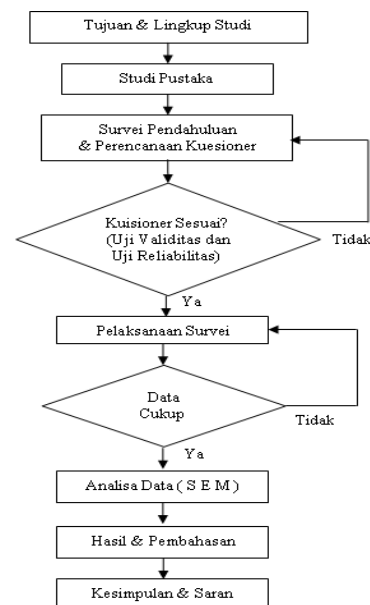 Tujuan & Lingkup Studi
Studi Pustaka
Survei Pendahuluan
& Perencanaan Kuesioner
Kuisioner Sesuai?
(Uji Validitas dan
Uji Reliabilitas)
Tidak
Ya
Pelaksanaan Survei
Data
Cukup
Tidak
Ya
Analisa Data ( S E M )
Hasil & Pembahasan
Kesimpulan & Saran